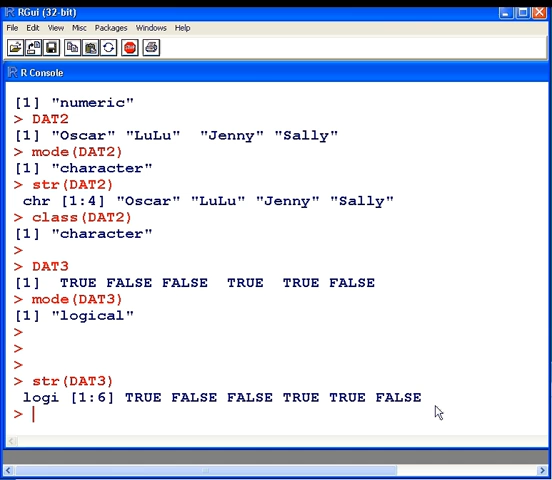 RGui (32-bit)
File Edit View Misc Packages Windows Help
STOP
R Console
[1] "numeric"
> DAT2
[1] "Oscar" "LuLu"  "Jenny" "Sally"
> mode(DAT2)
[1] "character"
> str(DAT2)
 chr [1:4] "Oscar" "LuLu" "Jenny" "Sally"
> class(DAT2)
[1] "character"
>
> DAT3
[1]  TRUE FALSE FALSE  TRUE  TRUE FALSE
> mode(DAT3)
[1] "logical"
>
>
>
> str(DAT3)
 logi [1:6] TRUE FALSE FALSE TRUE TRUE FALSE
>